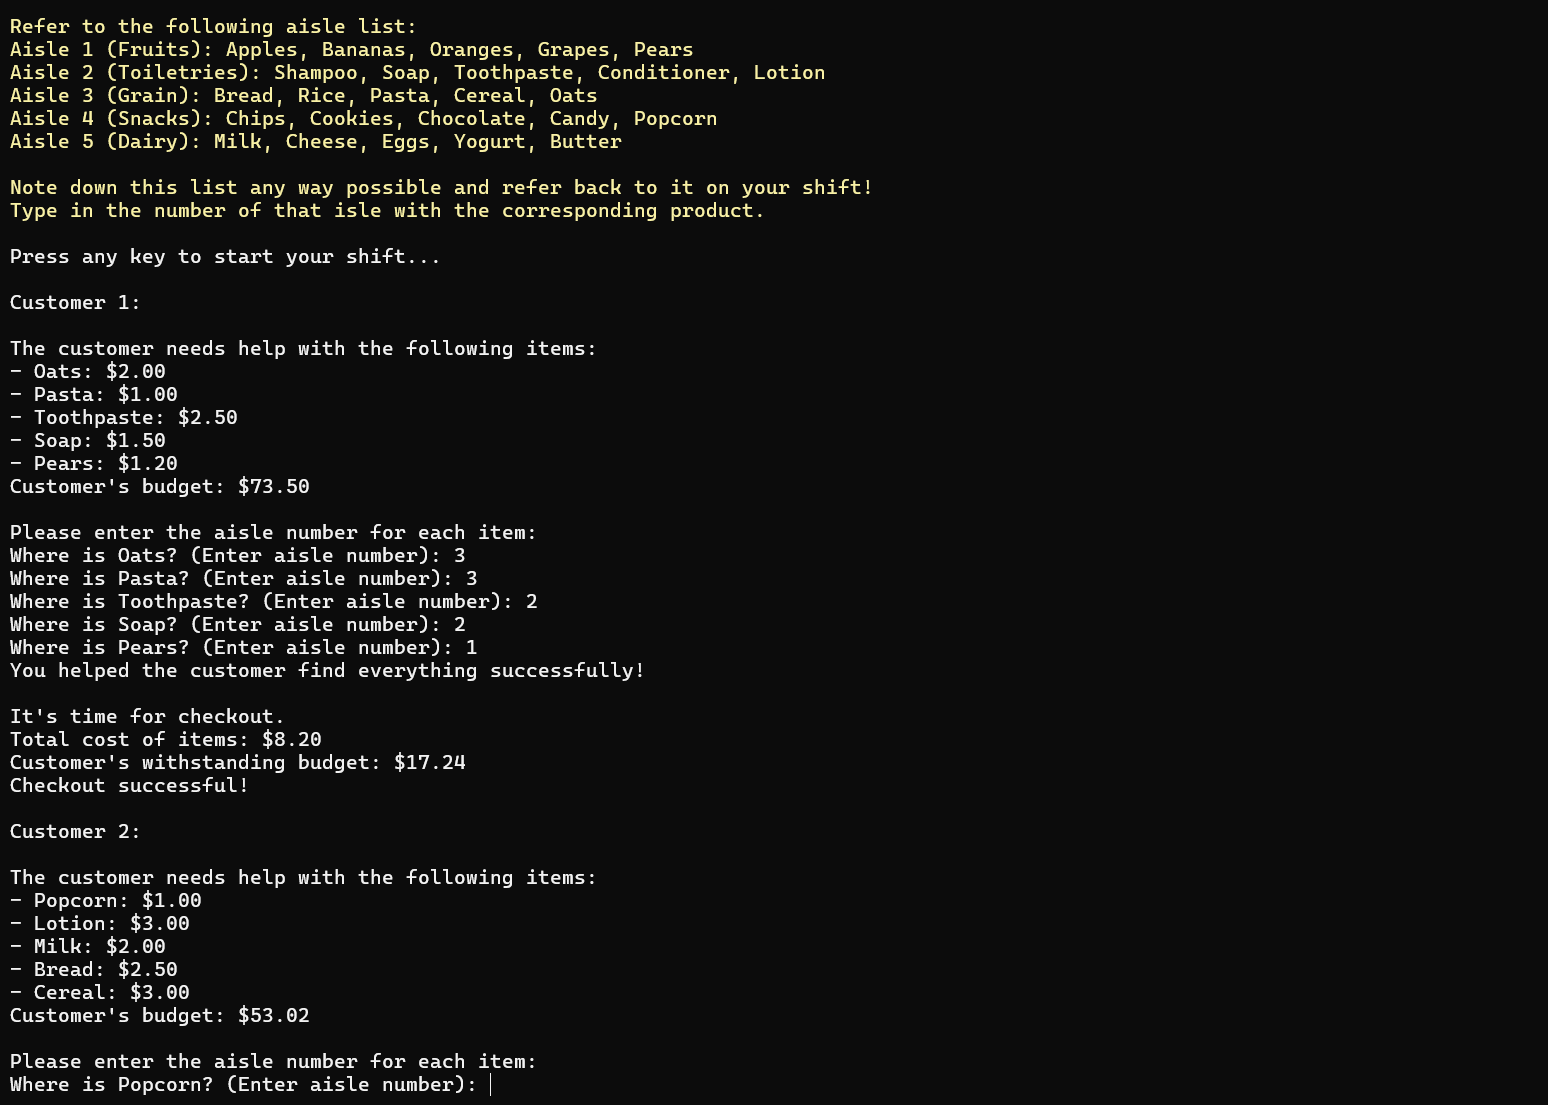 Refer to the following aisle list:
Aisle 1 (Fruits): Apples, Bananas, Oranges, Grapes, Pears
Aisle 2 (Toiletries): Shampoo, Soap, Toothpaste, Conditioner, Lotion
Aisle 3 (Grain): Bread, Rice, Pasta, Cereal, Oats
Aisle 4 (Snacks): Chips, Cookies, Chocolate, Candy, Popcorn
Aisle 5 (Dairy): Milk, Cheese, Eggs, Yogurt, Butter
Note down this list any way possible and refer back to it on your shift!
Type in the number of that isle with the corresponding product.
Press any key to start your shift...
Customer 1:
The customer needs help with the following items:
- Oats: $2.00
- Pasta: $1.00
- Toothpaste: $2.50
- Soap: $1.50
- Pears: $1.20
Customer's budget: $73.50
Please enter the aisle number for each item:
Where is Oats? (Enter aisle number): 3
Where is Pasta? (Enter aisle number): 3
Where is Toothpaste? (Enter aisle number): 2
Where is Soap? (Enter aisle number): 2
Where is Pears? (Enter aisle number): 1
You helped the customer find everything successfully!
It's time for checkout.
Total cost of items: $8.20
Customer's withstanding budget: $17.24
Checkout successful!
Customer 2:
The customer needs help with the following items:
- Popcorn: $1.00
- Lotion: $3.00
- Milk: $2.00
- Bread: $2.50
- Cereal: $3.00
Customer's budget: $53.02
Please enter the aisle number for each item:
Where is Popcorn? (Enter aisle number):